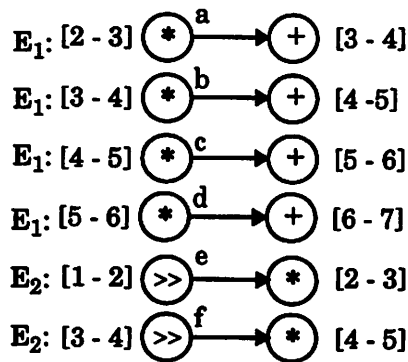 E₁: [2 - 3] * a + [3 - 4]
E₁: [3 - 4] * b + [4 -5]
E₁: [4 - 5] * c + [5 - 6]
E₁: [5 - 6] * d + [6 - 7]
E₂: [1 - 2] >> e * [2 - 3]
E₂: [3 - 4] >> f * [4 - 5]